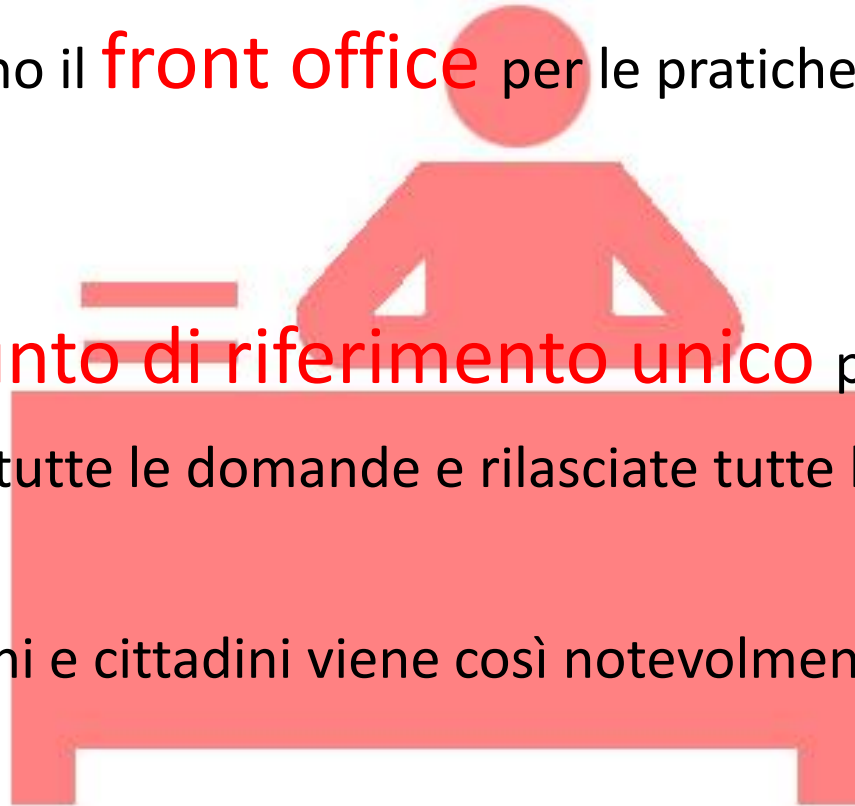 no il front office per le pratiche
unto di riferimento unico p
tutte le domande e rilasciate tutte l
ni e cittadini viene così notevolmen